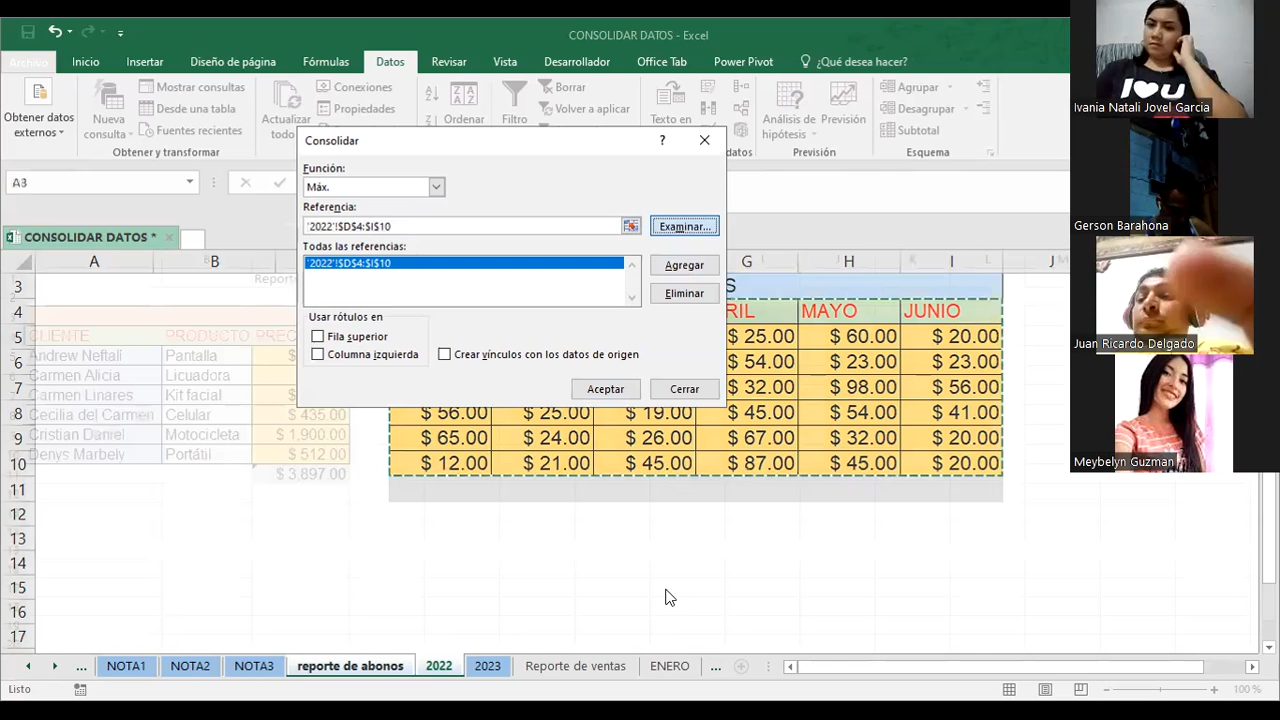 CONSOLIDAR DATOS - Excel
Archivo Inicio Insertar Diseño de página Fórmulas Datos Revisar Vista Desarrollador Office Tab Power Pivot ¿Qué desea hacer?
Obtener datos externos
Nueva consulta
Mostrar consultas
Desde una tabla
Fuentes recientes
Obtener y transformar
Actualizar todo
Conexiones
Propiedades
Ordenar
Filtro
Borrar
Volver a aplicar
Texto en
datos
Análisis de hipótesis
Previsión
Previsión
Agrupar
Desagrupar
Subtotal
Esquema
A3
CONSOLIDAR DATOS *
Consolidar
Función:
Máx.
Referencia:
'2022'!$D$4:$I$10
Examinar...
Todas las referencias:
'2022'!$D$4:$I$10
Agregar
Eliminar
Usar rótulos en
Fila superior
Columna izquierda
Crear vínculos con los datos de origen
Aceptar
Cerrar
A B G H I J
3 S
4 RIL MAYO JUNIO
5 CLIENTE PRODUCTO $ 25.00 $ 60.00 $ 20.00
6 Andrew Neftali Pantalla $ 54.00 $ 23.00 $ 23.00
Carmen Alicia Licuadora
7 Carmen Linares Kit facial $ 32.00 $ 98.00 $ 56.00
8 Cecilia del Carmen Celular $ 435.00 $ 56.00 $ 25.00 $ 19.00 $ 45.00 $ 54.00 $ 41.00
9 Cristian Daniel Motocicleta $ 1,900.00 $ 65.00 $ 24.00 $ 26.00 $ 67.00 $ 32.00 $ 20.00
10 Denys Marbely Portátil $ 512.00 $ 12.00 $ 21.00 $ 45.00 $ 87.00 $ 45.00 $ 20.00
$ 3,897.00
11
12
13
14
15
16
17
... NOTA1 NOTA2 NOTA3 reporte de abonos 2022 2023 Reporte de ventas ENERO ...
Listo
100 %
I ♥ U
Ivania Natali Jovel Garcia
Gerson Barahona
Juan Ricardo Delgado
Meybelyn Guzman